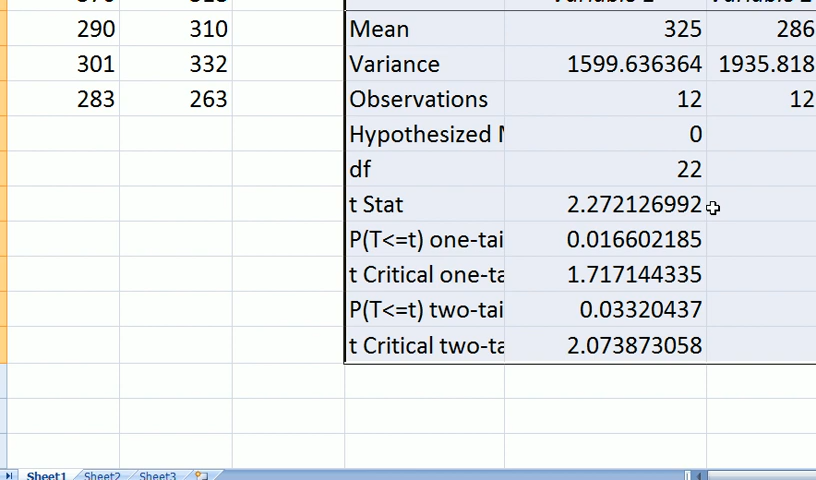 290 310 Mean 325 286
301 332 Variance 1599.636364 1935.818
283 263 Observations 12 12
Hypothesized 0
df 22
t Stat 2.272126992
P(T<=t) one-tai 0.016602185
t Critical one-ta 1.717144335
P(T<=t) two-tai 0.03320437
t Critical two-ta 2.073873058
Sheet1 Sheet2 Sheet3